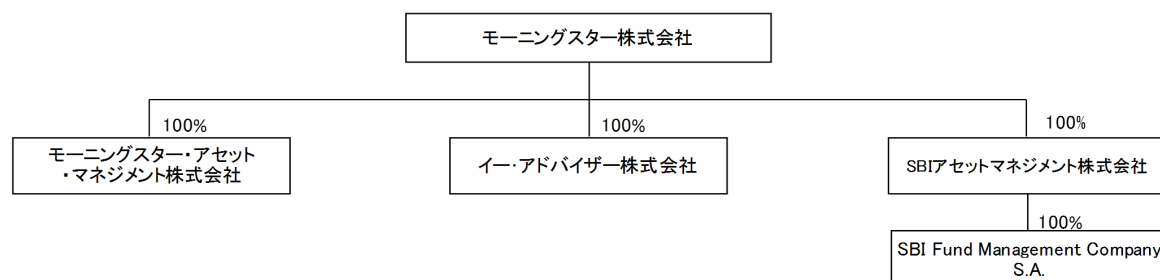 モーニングスター株式会社
100%
100%
100%
モーニングスター・アセット
・マネジメント株式会社
イー・アドバイザー株式会社
SBIアセットマネジメント株式会社
100%
SBI Fund Management Company
S.A.